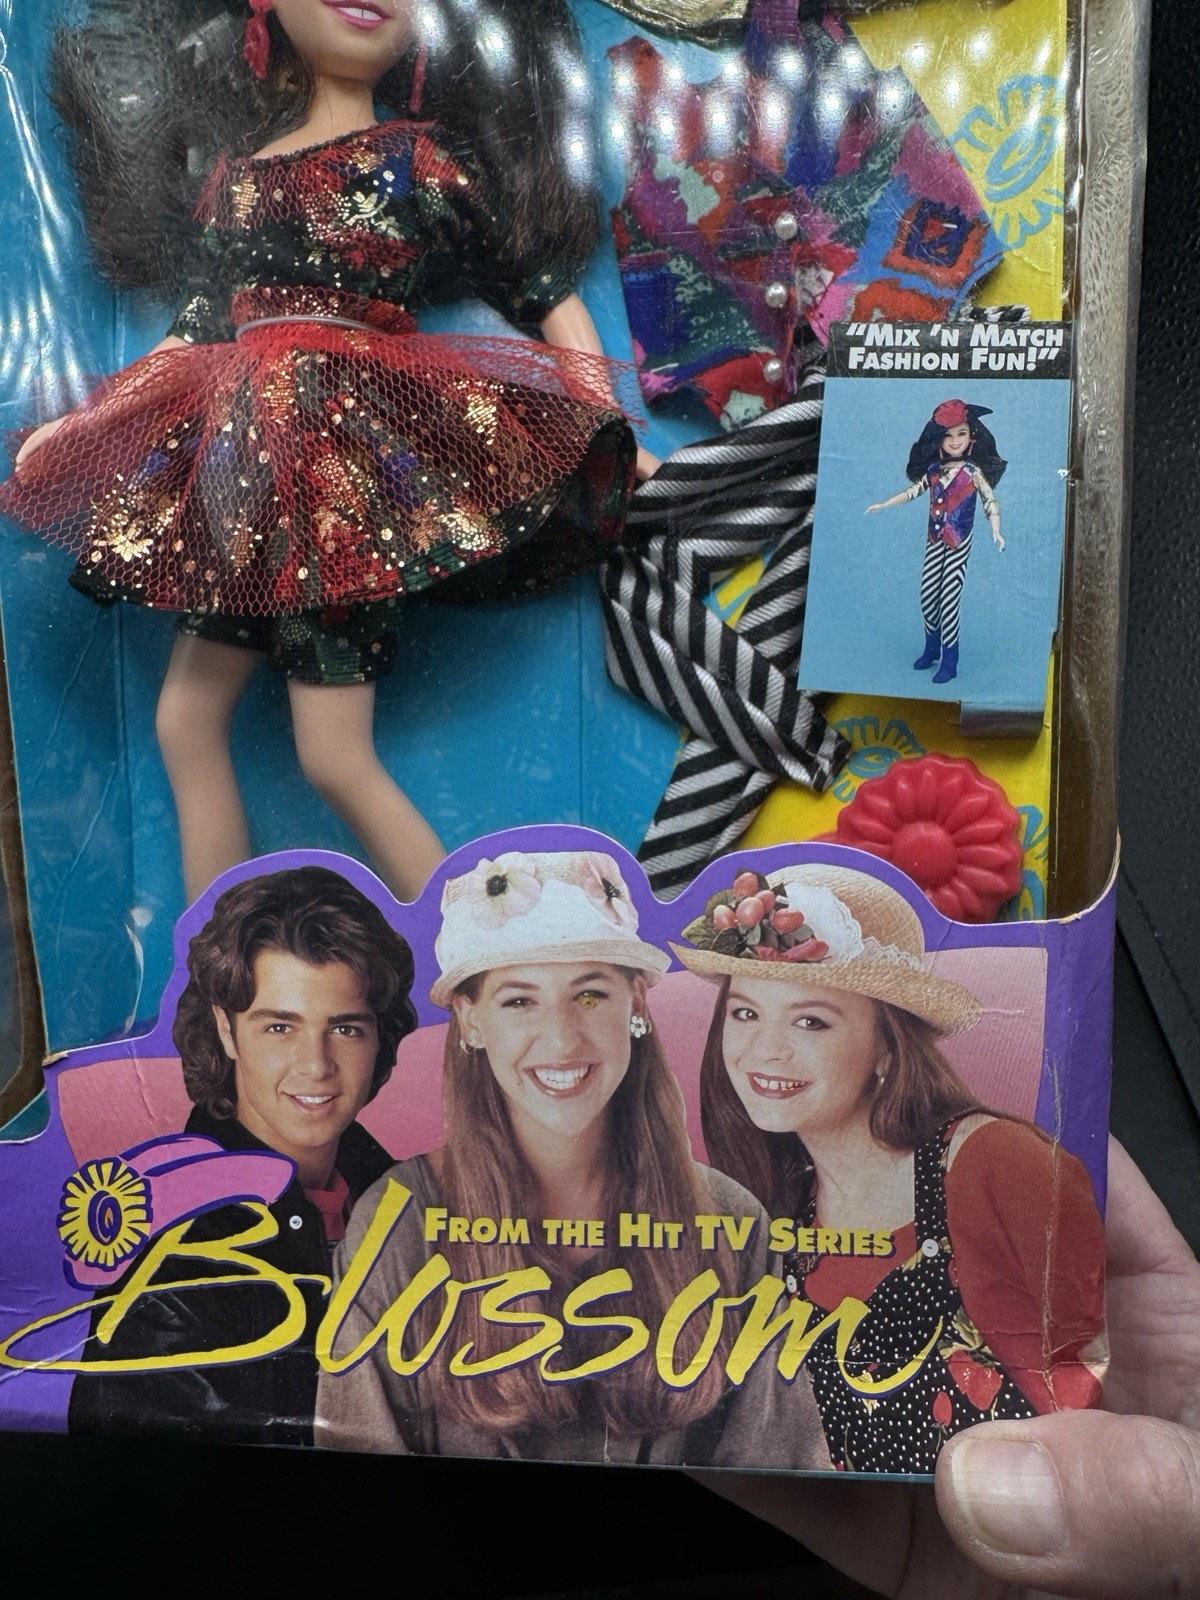 "MIX 'N MATCH
FASHION FUN!"
FROM THE HIT TV SERIES
Blossom